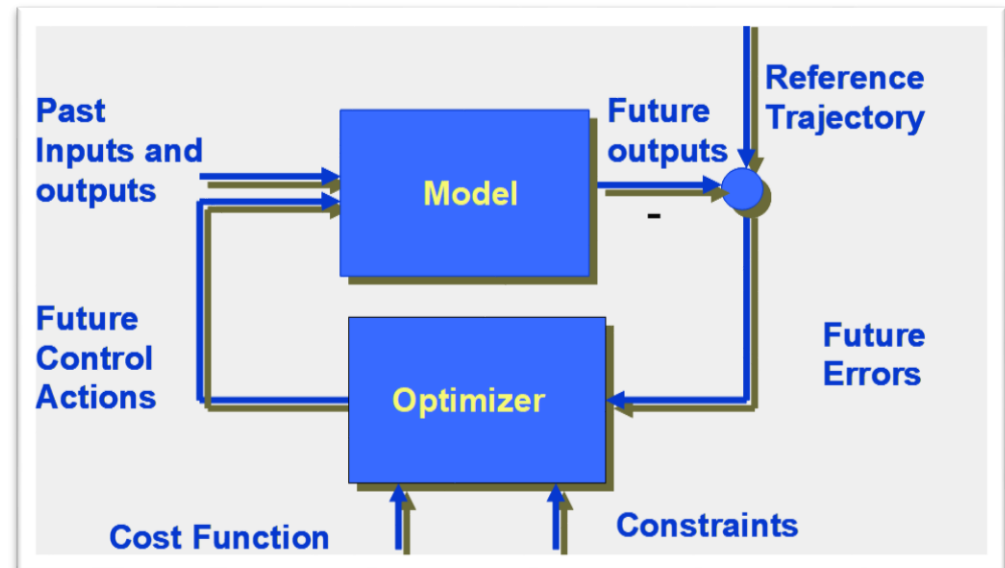 Past
Inputs and
outputs
Model
Future
outputs
Reference
Trajectory
-
Future
Control
Actions
Optimizer
Future
Errors
Cost Function
Constraints